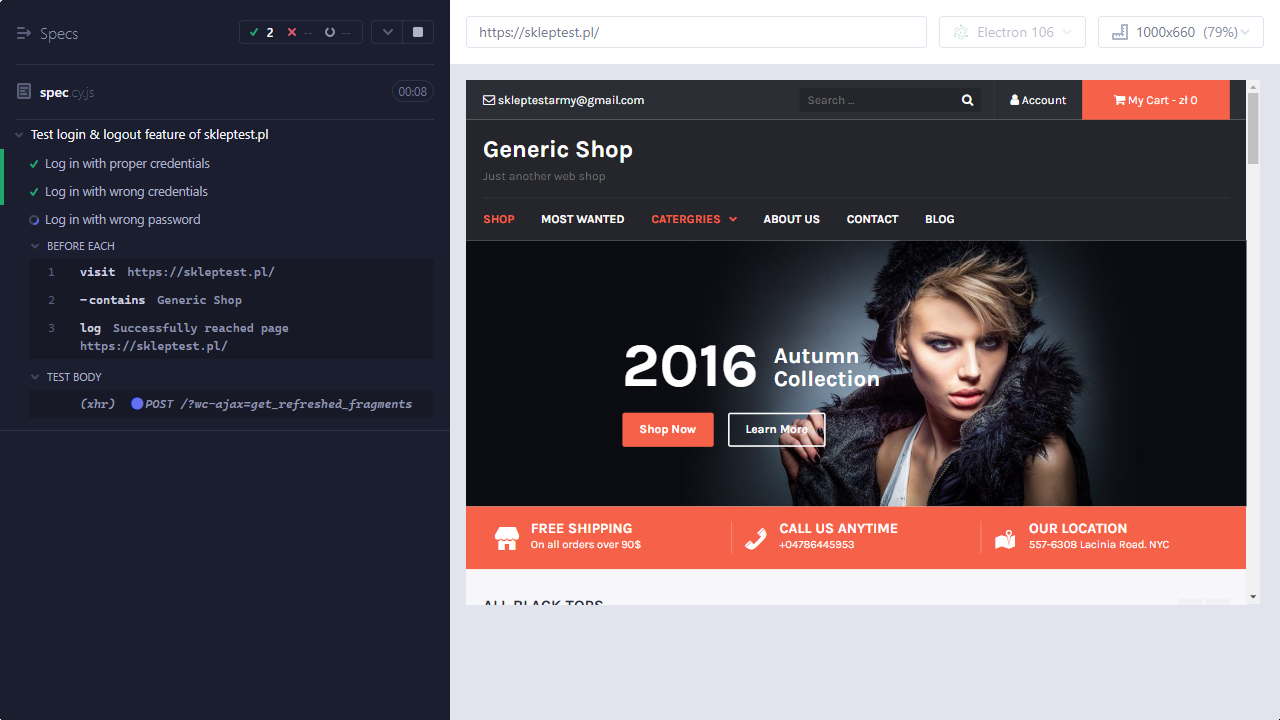 Specs
2
--
--
spec.cy.js
00:08
Test login & logout feature of skleptest.pl
Log in with proper credentials
Log in with wrong credentials
Log in with wrong password
BEFORE EACH
1 visit https://skleptest.pl/
2 -contains Generic Shop
3 log Successfully reached page
https://skleptest.pl/
TEST BODY
(xhr) POST /?wc-ajax=get_refreshed_fragments
https://skleptest.pl/
Electron 106
1000x660 (79%)
skleptestarmy@gmail.com
Search …
Account
My Cart - zł 0
Generic Shop
Just another web shop
SHOP MOST WANTED CATERGRIES ABOUT US CONTACT BLOG
2016 Autumn
Collection
Shop Now
Learn More
FREE SHIPPING
On all orders over 90$
CALL US ANYTIME
+04786445953
OUR LOCATION
557-6308 Lacinia Road. NYC
ALL BLACK TOPS